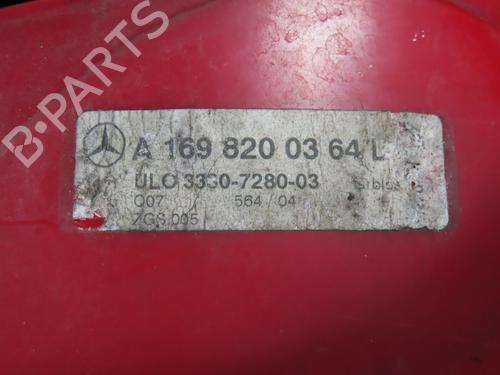 A 169 820 03 64 L
ULO 3330-7280-03
Q07 564 / 04
ZGS 005
B-PARTS